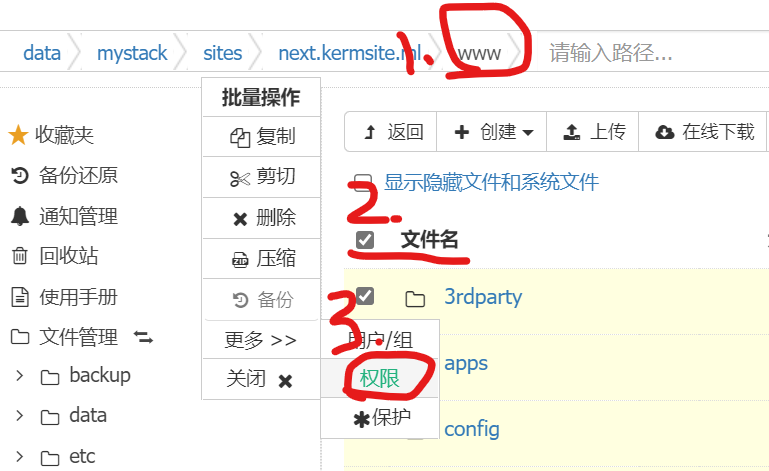 data mystack sites next.kermsite.ml 1. www 请输入路径...
批量操作
复制
剪切
删除
压缩
备份
更多 >>
关闭
用户/组
权限
保护
收藏夹
备份还原
通知管理
回收站
使用手册
文件管理
backup
data
etc
返回 创建 上传 在线下载
显示隐藏文件和系统文件
2.
文件名
3rdparty
3.
apps
config